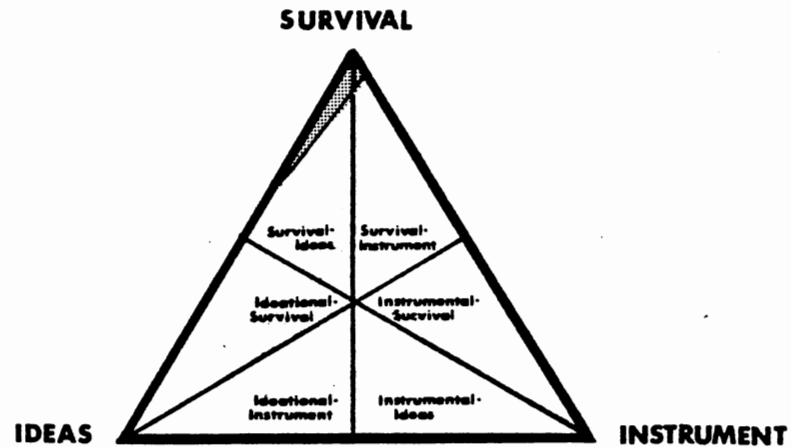 SURVIVAL
Survival-
Ideas
Survival-
Instrument
Ideational-
Survival
Instrumental-
Survival
Ideational-
Instrument
Instrumental-
Ideas
IDEAS
INSTRUMENT